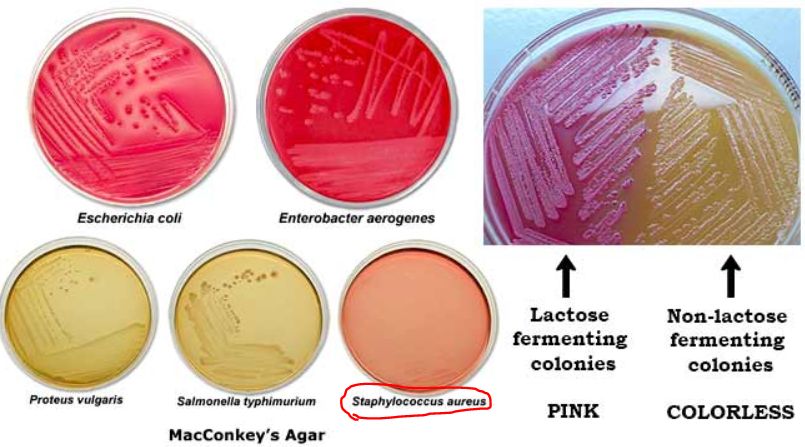 Escherichia coli
Enterobacter aerogenes
Proteus vulgaris
Salmonella typhimurium
Staphylococcus aureus
MacConkey's Agar
Lactose
fermenting
colonies
PINK
Non-lactose
fermenting
colonies
COLORLESS